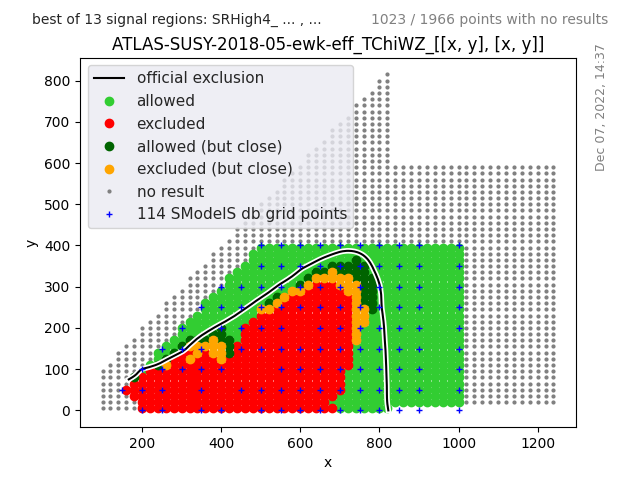 best of 13 signal regions: SRHigh4_ ... , ...
1023 / 1966 points with no results
ATLAS-SUSY-2018-05-ewk-eff_TChiWZ_[[x, y], [x, y]]
official exclusion
allowed
excluded
allowed (but close)
excluded (but close)
no result
114 SModelS db grid points
Dec 07, 2022, 14:37
y
800
700
600
500
400
300
200
100
0
200 400 600 800 1000 1200
x